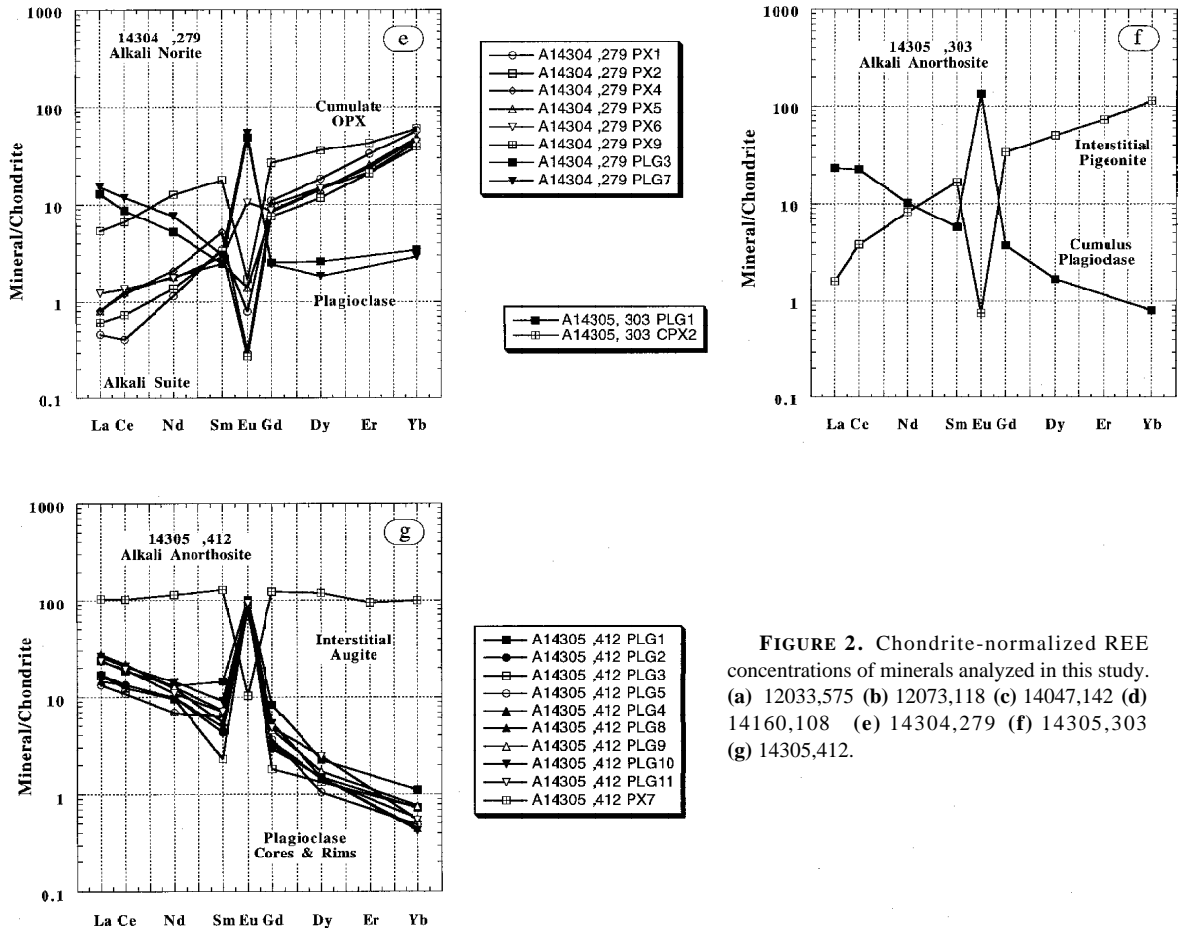 1000
100
10
1
0.1
Mineral/Chondrite
14304 ,279
Alkali Norite
e
Cumulate
OPX
Plagioclase
Alkali Suite
La Ce Nd Sm Eu Gd Dy Er Yb
A14304 ,279 PX1
A14304 ,279 PX2
A14304 ,279 PX4
A14304 ,279 PX5
A14304 ,279 PX6
A14304 ,279 PX9
A14304 ,279 PLG3
A14304 ,279 PLG7
A14305, 303 PLG1
A14305, 303 CPX2
1000
100
10
1
0.1
Mineral/Chondrite
14305 ,303
Alkali Anorthosite
f
Interstitial
Pigeonite
Cumulus
Plagioclase
La Ce Nd Sm Eu Gd Dy Er Yb
1000
100
10
1
0.1
Mineral/Chondrite
14305 ,412
Alkali Anorthosite
g
Interstitial
Augite
Plagioclase
Cores & Rims
La Ce Nd Sm Eu Gd Dy Er Yb
A14305 ,412 PLG1
A14305 ,412 PLG2
A14305 ,412 PLG3
A14305 ,412 PLG5
A14305 ,412 PLG4
A14305 ,412 PLG8
A14305 ,412 PLG9
A14305 ,412 PLG10
A14305 ,412 PLG11
A14305 ,412 PX7
FIGURE 2. Chondrite-normalized REE
concentrations of minerals analyzed in this study.
(a) 12033,575 (b) 12073,118 (c) 14047,142 (d)
14160,108 (e) 14304,279 (f) 14305,303
(g) 14305,412.